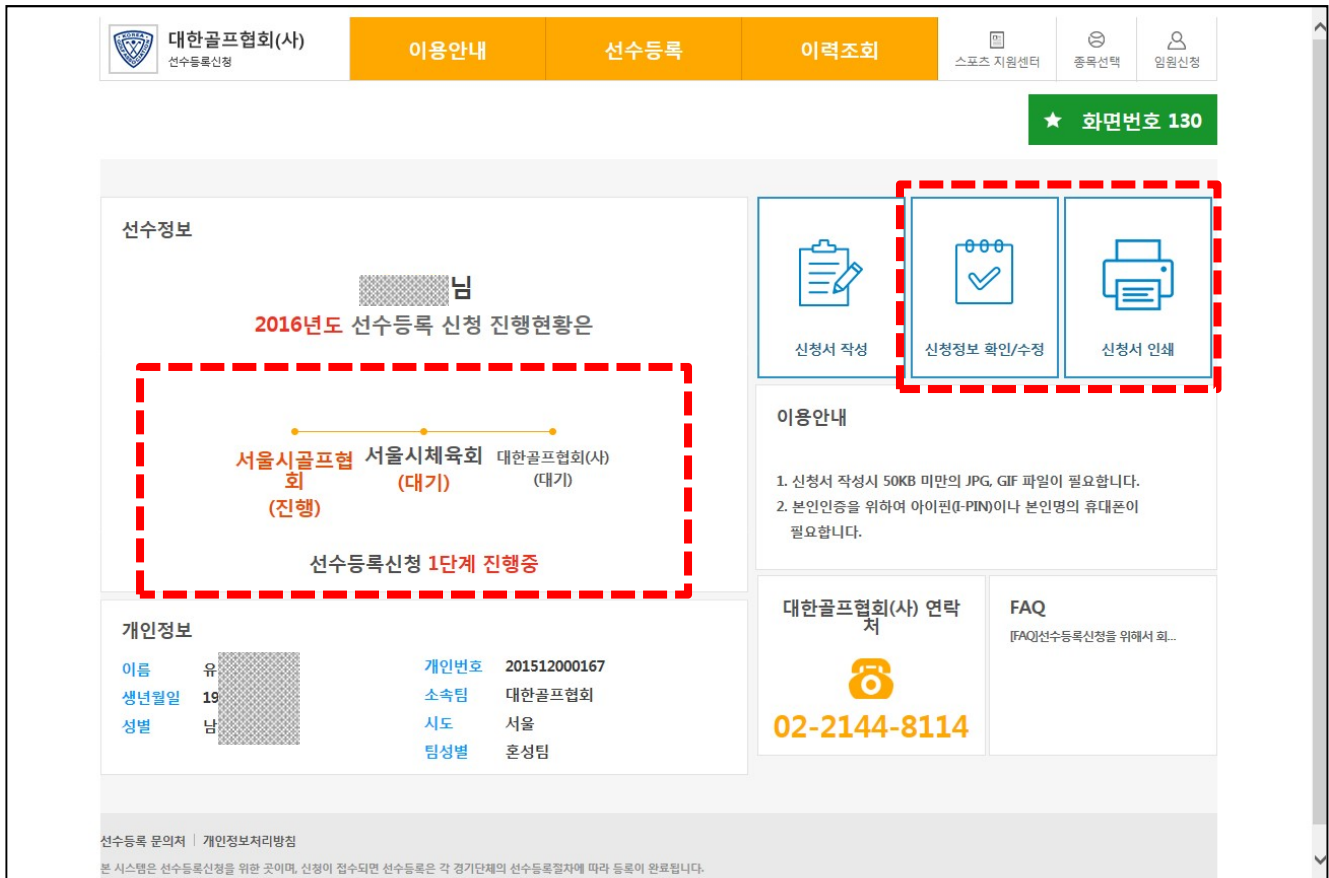 대한골프협회(사)
선수등록신청
이용안내
선수등록
이력조회
스포츠 지원센터
종목선택
임원신청
★ 화면번호 130
선수정보
님
2016년도 선수등록 신청 진행현황은
서울시골프협
회
(진행)
서울시체육회
(대기)
대한골프협회(사)
(대기)
선수등록신청 1단계 진행중
신청서 작성
신청정보 확인/수정
신청서 인쇄
이용안내
1. 신청서 작성시 50KB 미만의 JPG, GIF 파일이 필요합니다.
2. 본인인증을 위하여 아이핀(I-PIN)이나 본인명의 휴대폰이
필요합니다.
개인정보
이름 유
생년월일 19
성별 남
개인번호 201512000167
소속팀 대한골프협회
시도 서울
팀성별 혼성팀
대한골프협회(사) 연락
처
02-2144-8114
FAQ
[FAQ]선수등록신청을 위해서 회...
선수등록 문의처 | 개인정보처리방침
본 시스템은 선수등록신청을 위한 곳이며, 신청이 접수되면 선수등록은 각 경기단체의 선수등록절차에 따라 등록이 완료됩니다.